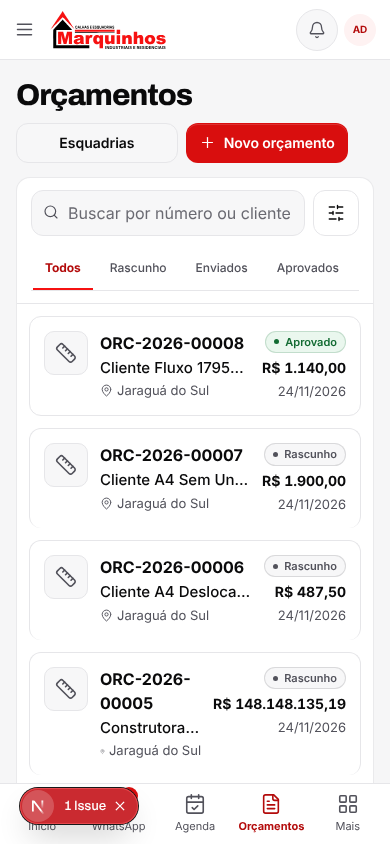 CALHAS E ESQUADRIAS
Marquinhos
INDUSTRIAIS E RESIDENCIAIS
AD
Orçamentos
Esquadrias
Novo orçamento
Buscar por número ou cliente
Todos
Rascunho
Enviados
Aprovados
ORC-2026-00008
Aprovado
Cliente Fluxo 1795...
R$ 1.140,00
Jaraguá do Sul
24/11/2026
ORC-2026-00007
Rascunho
Cliente A4 Sem Un...
R$ 1.900,00
Jaraguá do Sul
24/11/2026
ORC-2026-00006
Rascunho
Cliente A4 Desloca...
R$ 487,50
Jaraguá do Sul
24/11/2026
ORC-2026-
00005
Rascunho
R$ 148.148.135,19
Construtora...
24/11/2026
Jaraguá do Sul
N
1 Issue
Início
WhatsApp
Agenda
Orçamentos
Mais